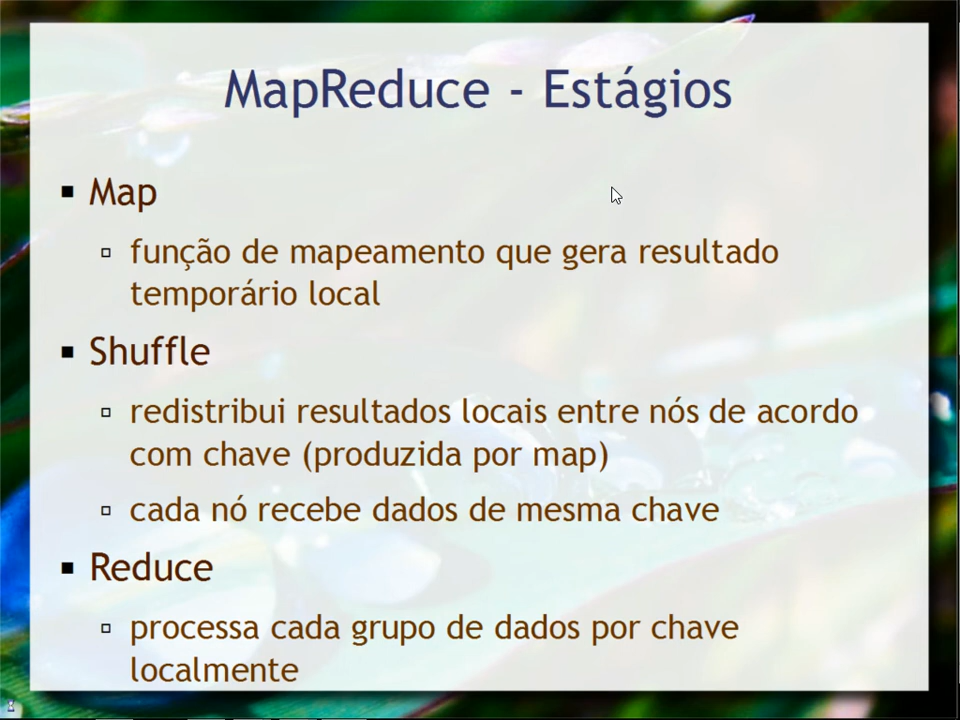 MapReduce - Estágios
Map
função de mapeamento que gera resultado
temporário local
Shuffle
redistribui resultados locais entre nós de acordo
com chave (produzida por map)
cada nó recebe dados de mesma chave
Reduce
processa cada grupo de dados por chave
localmente